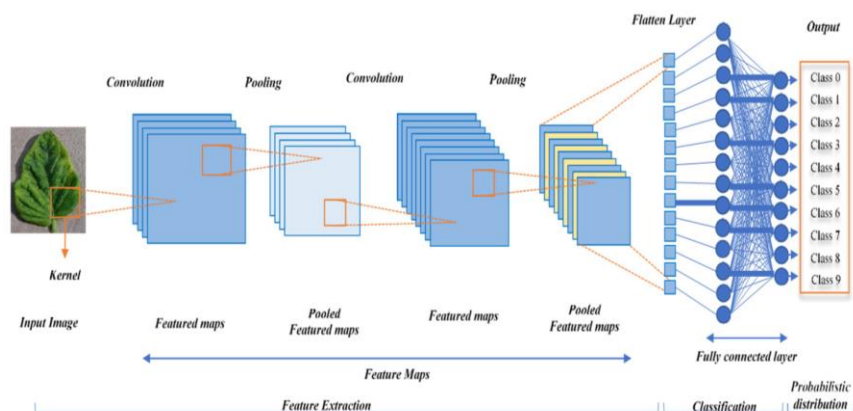 Flatten Layer
Output
Convolution
Pooling
Convolution
Pooling
Class 0
Class 1
Class 2
Class 3
Class 4
Class 5
Class 6
Class 7
Class 8
Class 9
Kernel
Input Image
Featured maps
Pooled
Featured maps
Featured maps
Pooled
Featured maps
Fully connected layer
Feature Maps
Feature Extraction
Classification
Probabilistic
distribution